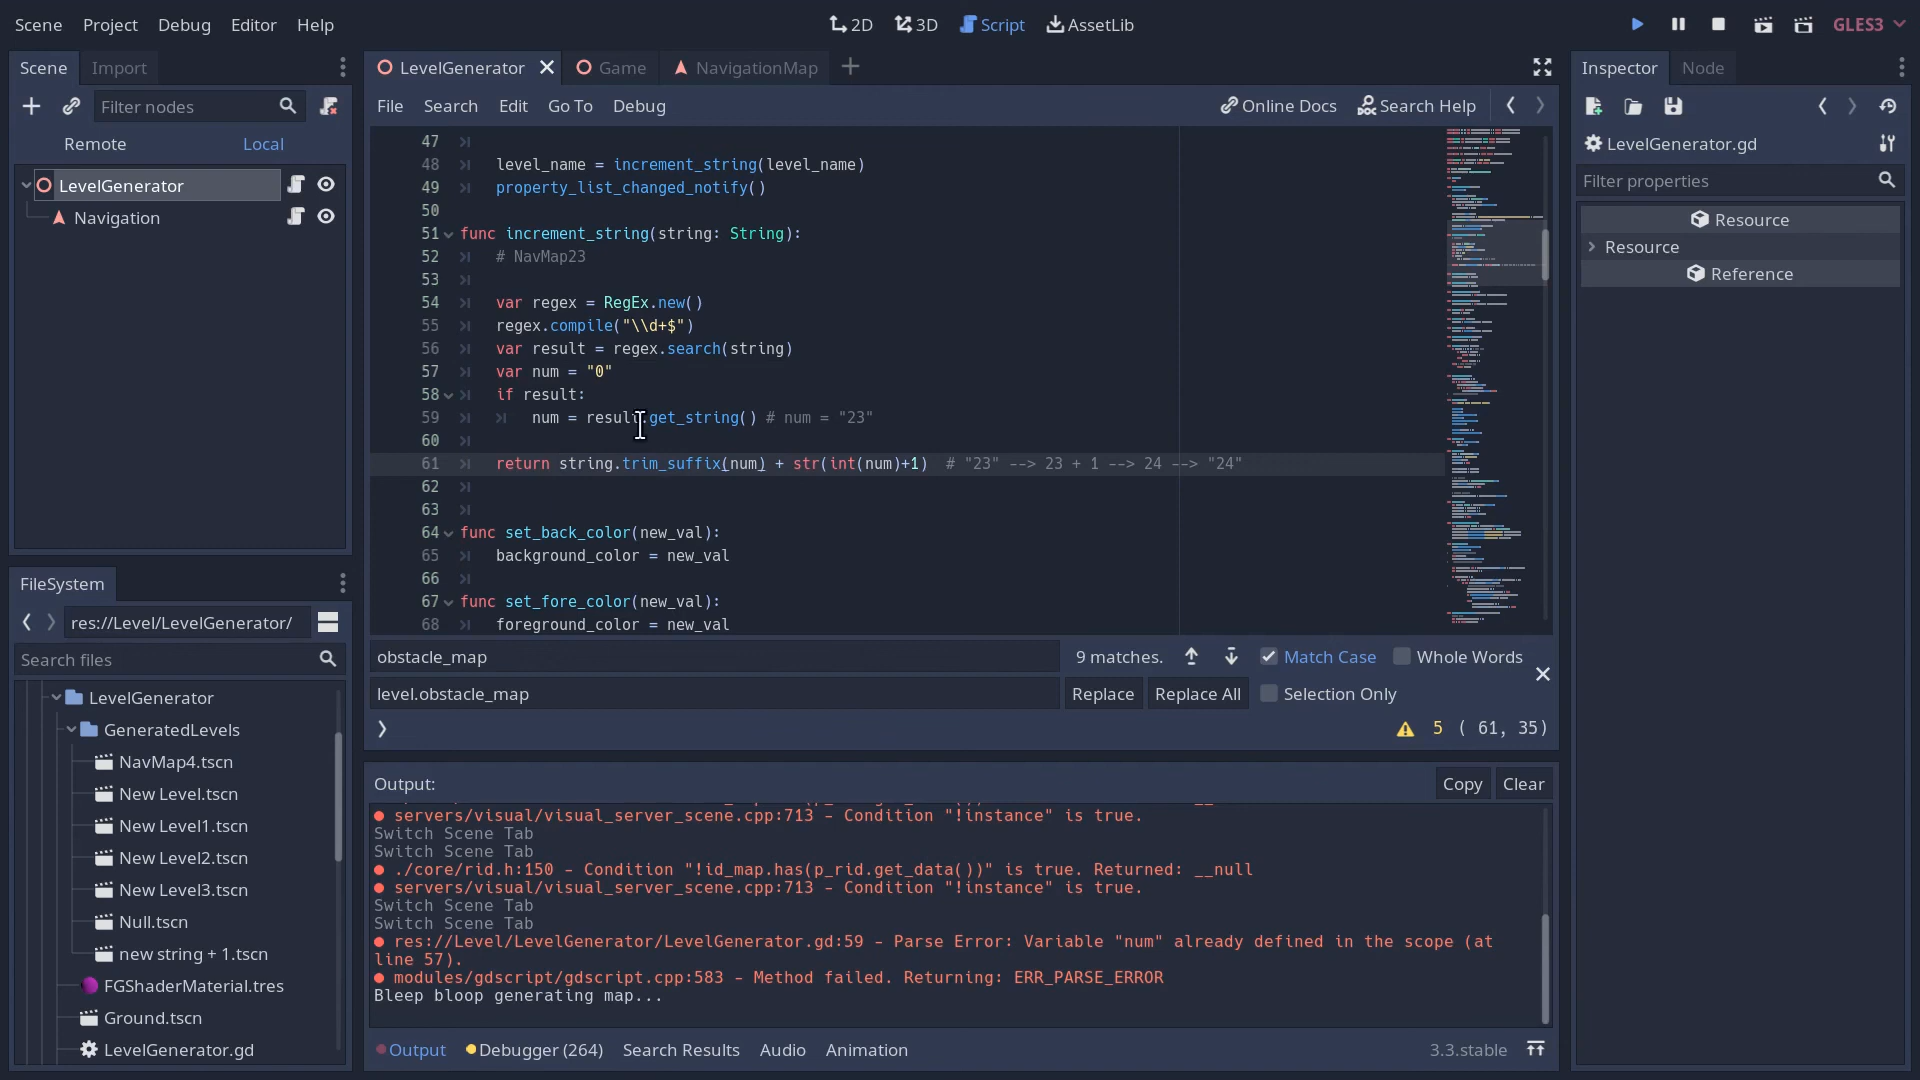 Scene Project Debug Editor Help
2D 3D Script AssetLib
GLES3
Scene Import
Filter nodes
Remote Local
LevelGenerator
Navigation
LevelGenerator Game NavigationMap
File Search Edit Go To Debug
Online Docs Search Help
47
48 level_name = increment_string(level_name)
49 property_list_changed_notify()
50
51 func increment_string(string: String):
52 # NavMap23
53
54 var regex = RegEx.new()
55 regex.compile("\\d+$")
56 var result = regex.search(string)
57 var num = "0"
58 if result:
59 num = result.get_string() # num = "23"
60
61 return string.trim_suffix(num) + str(int(num)+1)  # "23" --> 23 + 1 --> 24 --> "24"
62
63
64 func set_back_color(new_val):
65 background_color = new_val
66
67 func set_fore_color(new_val):
68 foreground_color = new_val
obstacle_map
9 matches. Match Case Whole Words
level.obstacle_map
Replace Replace All Selection Only
5 ( 61, 35)
Output:
Copy Clear
servers/visual/visual_server_scene.cpp:713 - Condition "!instance" is true.
Switch Scene Tab
Switch Scene Tab
./core/rid.h:150 - Condition "!id_map.has(p_rid.get_data())" is true. Returned: __null
servers/visual/visual_server_scene.cpp:713 - Condition "!instance" is true.
Switch Scene Tab
Switch Scene Tab
res://Level/LevelGenerator/LevelGenerator.gd:59 - Parse Error: Variable "num" already defined in the scope (at
line 57).
modules/gdscript/gdscript.cpp:583 - Method failed. Returning: ERR_PARSE_ERROR
Bleep bloop generating map...
Output Debugger (264) Search Results Audio Animation
3.3.stable
FileSystem
res://Level/LevelGenerator/
Search files
LevelGenerator
GeneratedLevels
NavMap4.tscn
New Level.tscn
New Level1.tscn
New Level2.tscn
New Level3.tscn
Null.tscn
new string + 1.tscn
FGShaderMaterial.tres
Ground.tscn
LevelGenerator.gd
Inspector Node
LevelGenerator.gd
Filter properties
Resource
Resource
Reference